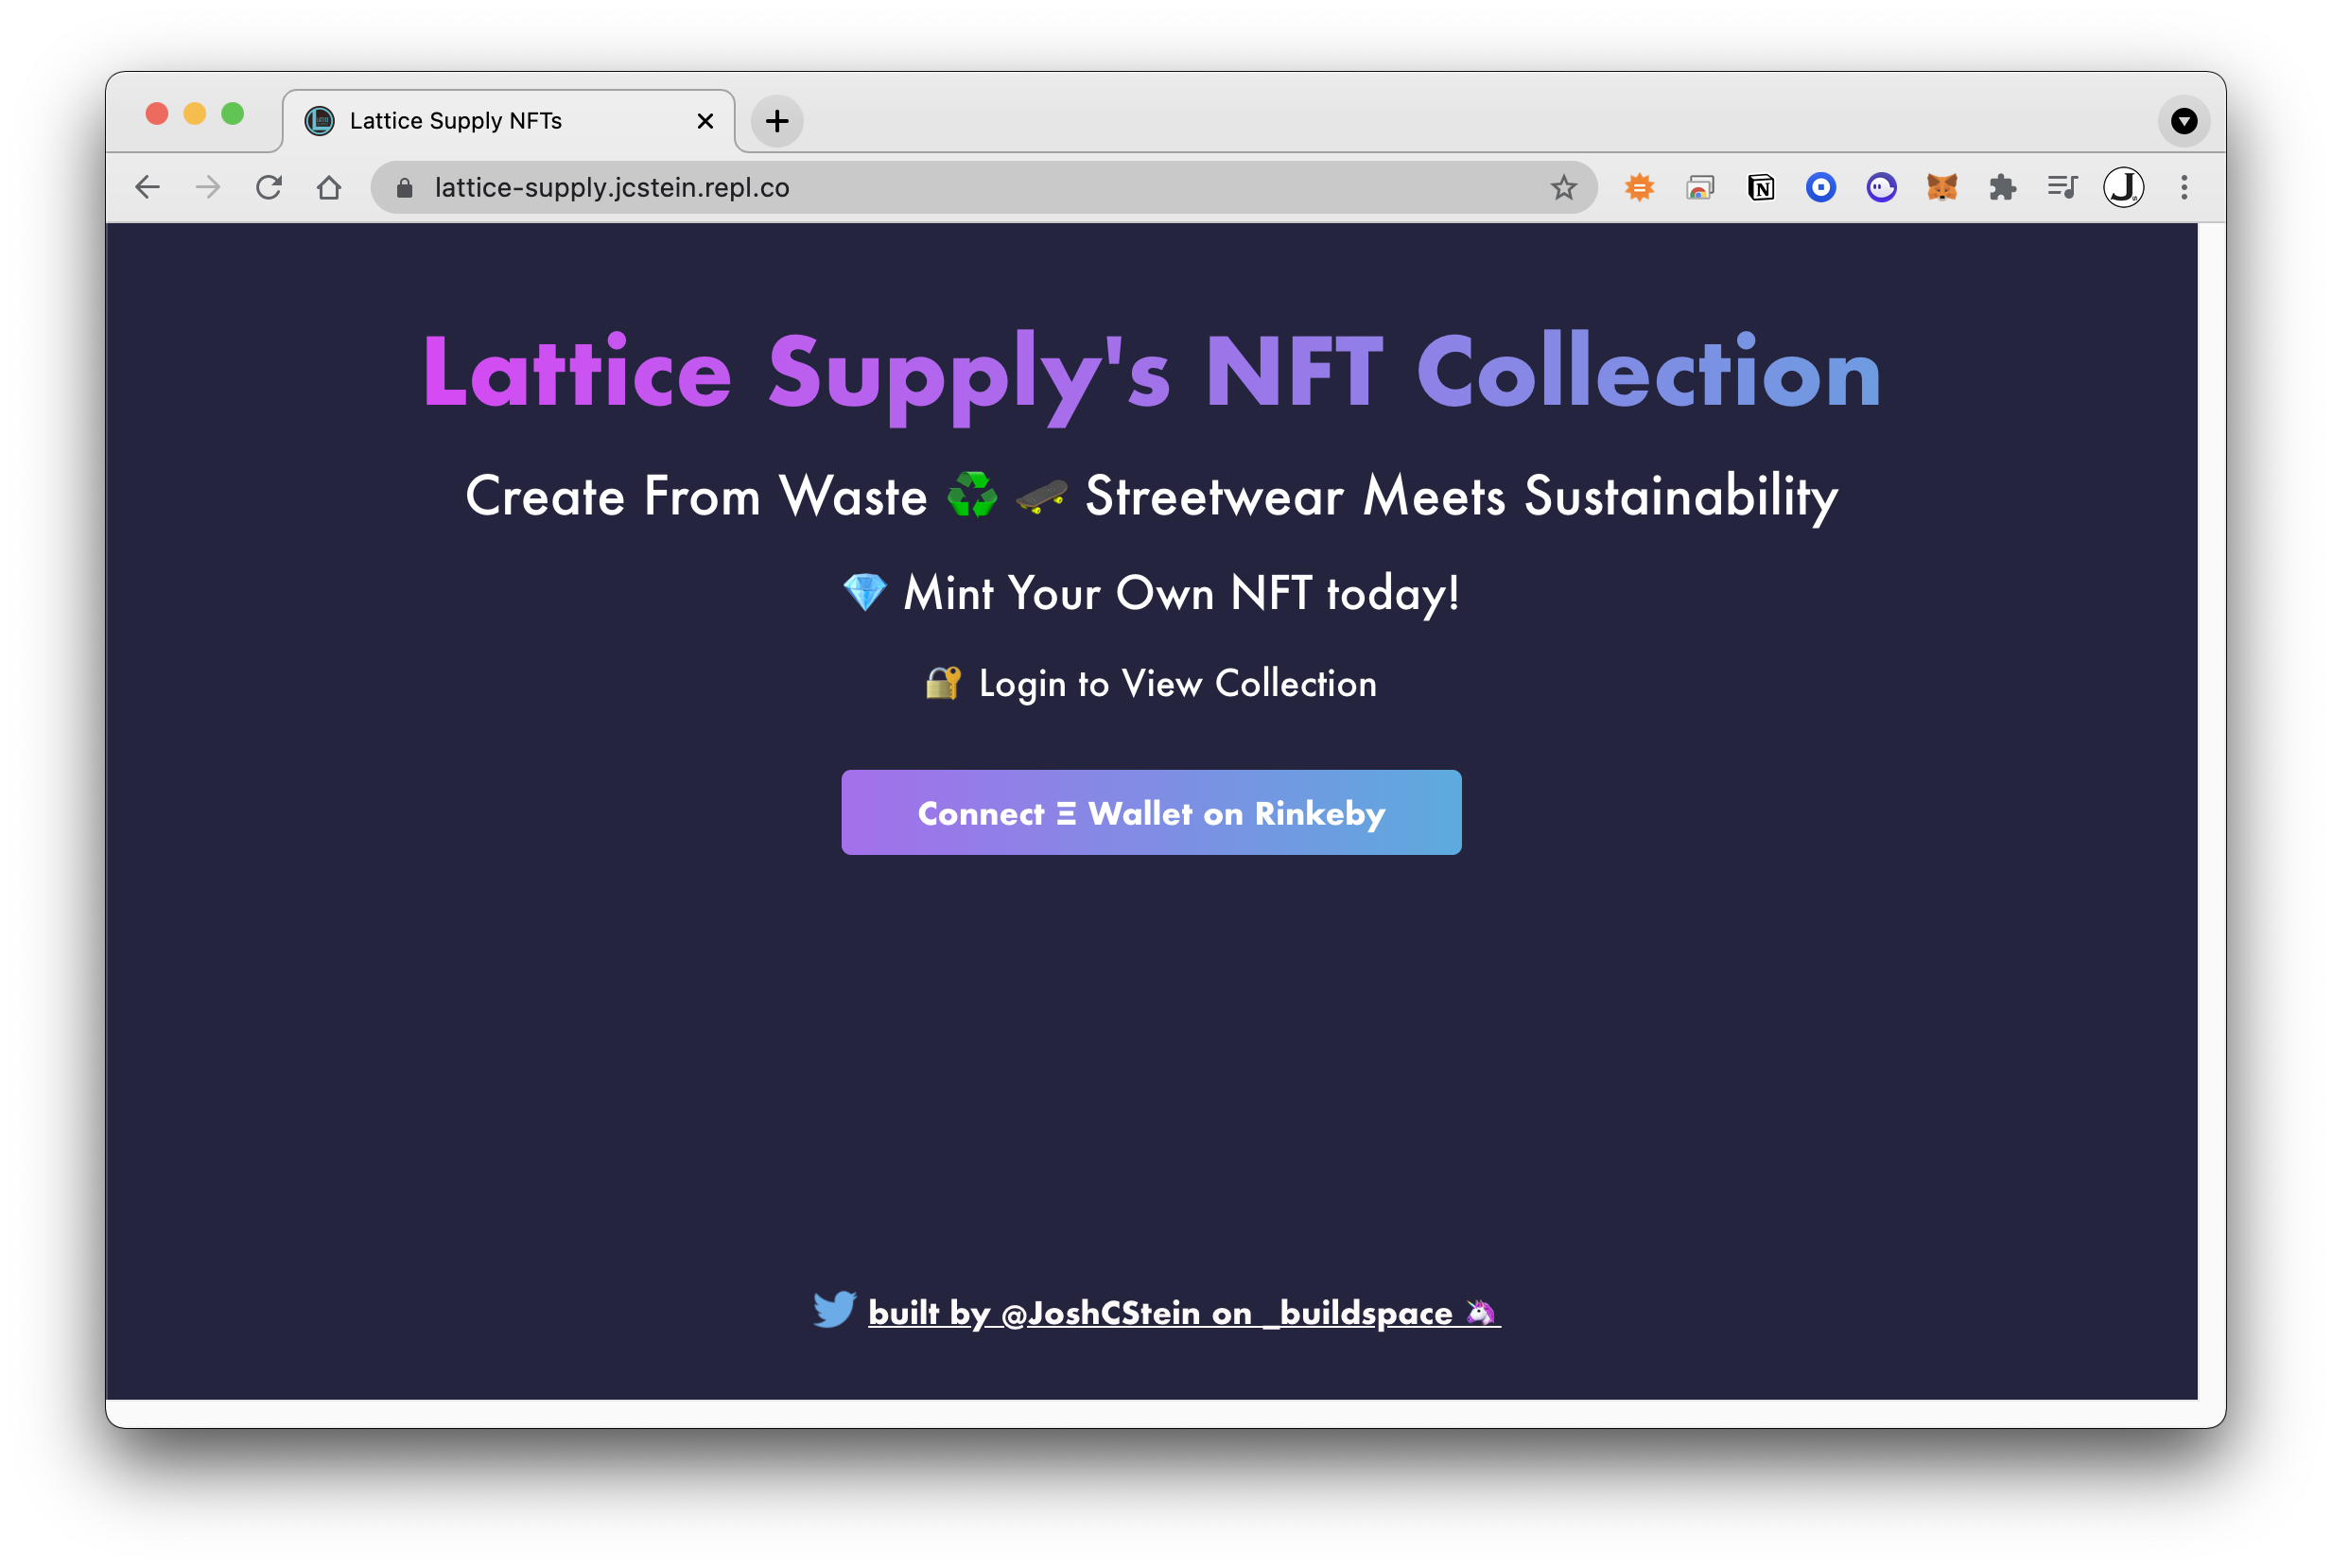 Lattice Supply NFTs
lattice-supply.jcstein.repl.co
Lattice Supply's NFT Collection
Create From Waste ♻️ 🛹 Streetwear Meets Sustainability
💎 Mint Your Own NFT today!
🔐 Login to View Collection
Connect Ξ Wallet on Rinkeby
built by @JoshCStein on _buildspace 🦄